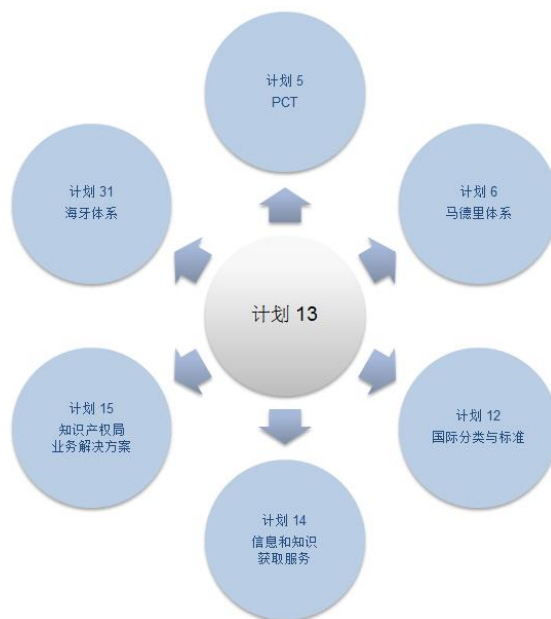 计划 5
PCT
计划 31
海牙体系
计划 6
马德里体系
计划 13
计划 15
知识产权局
业务解决方案
计划 12
国际分类与标准
计划 14
信息和知识
获取服务